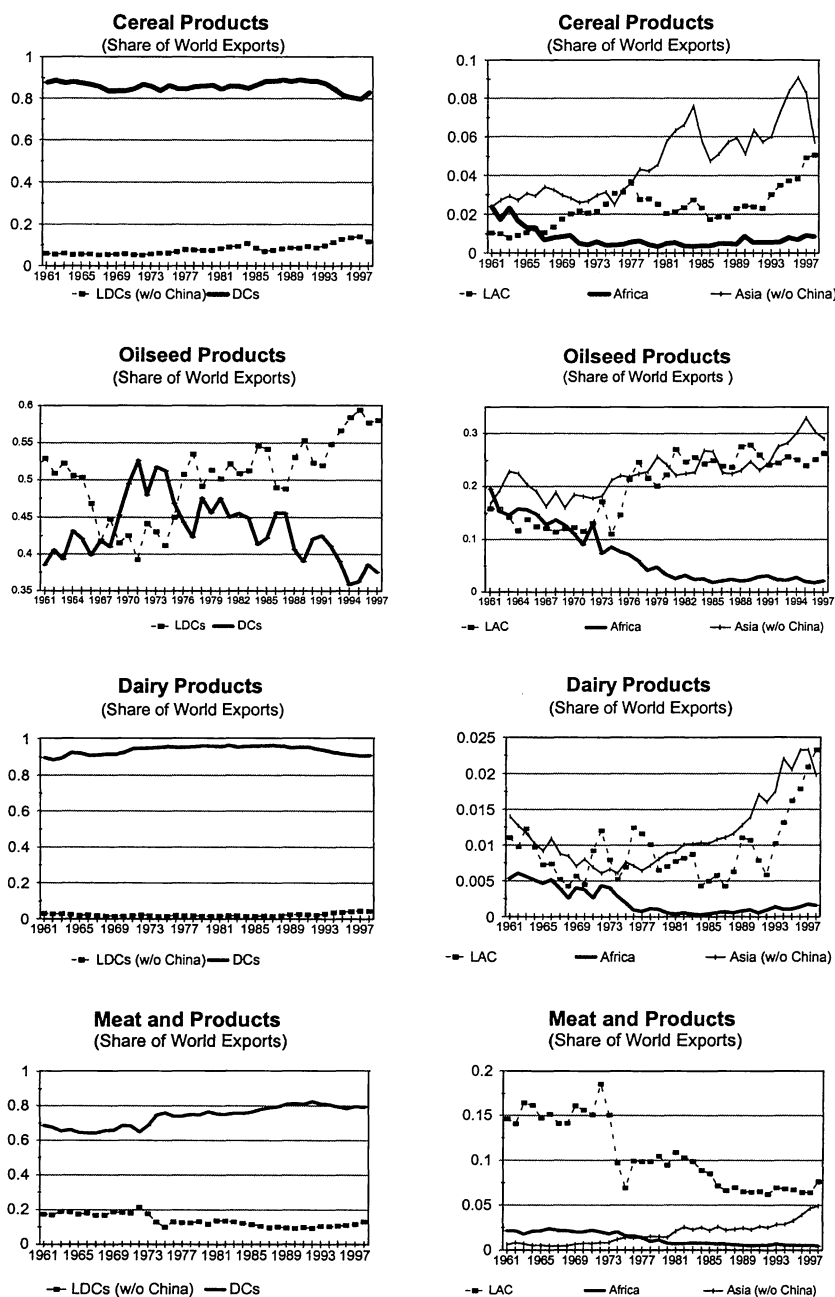 Cereal Products
(Share of World Exports)
1
0.8
0.6
0.4
0.2
0
1961 1965 1969 1973 1977 1981 1985 1989 1993 1997
LDCs (w/o China) DCs
Cereal Products
(Share of World Exports)
0.1
0.08
0.06
0.04
0.02
0
1961 1965 1969 1973 1977 1981 1985 1989 1993 1997
LAC Africa Asia (w/o China)
Oilseed Products
(Share of World Exports)
0.6
0.55
0.5
0.45
0.4
0.35
1951 1954 1967 1970 1973 1976 1979 1982 1985 1988 1991 1994 1997
LDCs DCs
Oilseed Products
(Share of World Exports )
0.3
0.2
0.1
0
1961 1964 1967 1970 1973 1976 1979 1982 1985 1988 1991 1994 1997
LAC Africa Asia (w/o China)
Dairy Products
(Share of World Exports)
1
0.8
0.6
0.4
0.2
0
1961 1965 1969 1973 1977 1981 1985 1989 1993 1997
LDCs (w/o China) DCs
Dairy Products
(Share of World Exports)
0.025
0.02
0.015
0.01
0.005
0
1961 1965 1969 1973 1977 1981 1985 1989 1993 1997
LAC Africa Asia (w/o China)
Meat and Products
(Share of World Exports)
1
0.8
0.6
0.4
0.2
0
1961 1965 1969 1973 1977 1981 1985 1989 1993 1997
LDCs (w/o China) DCs
Meat and Products
(Share of World Exports)
0.2
0.15
0.1
0.05
0
1961 1965 1969 1973 1977 1981 1985 1989 1993 1997
LAC Africa Asia (w/o China)